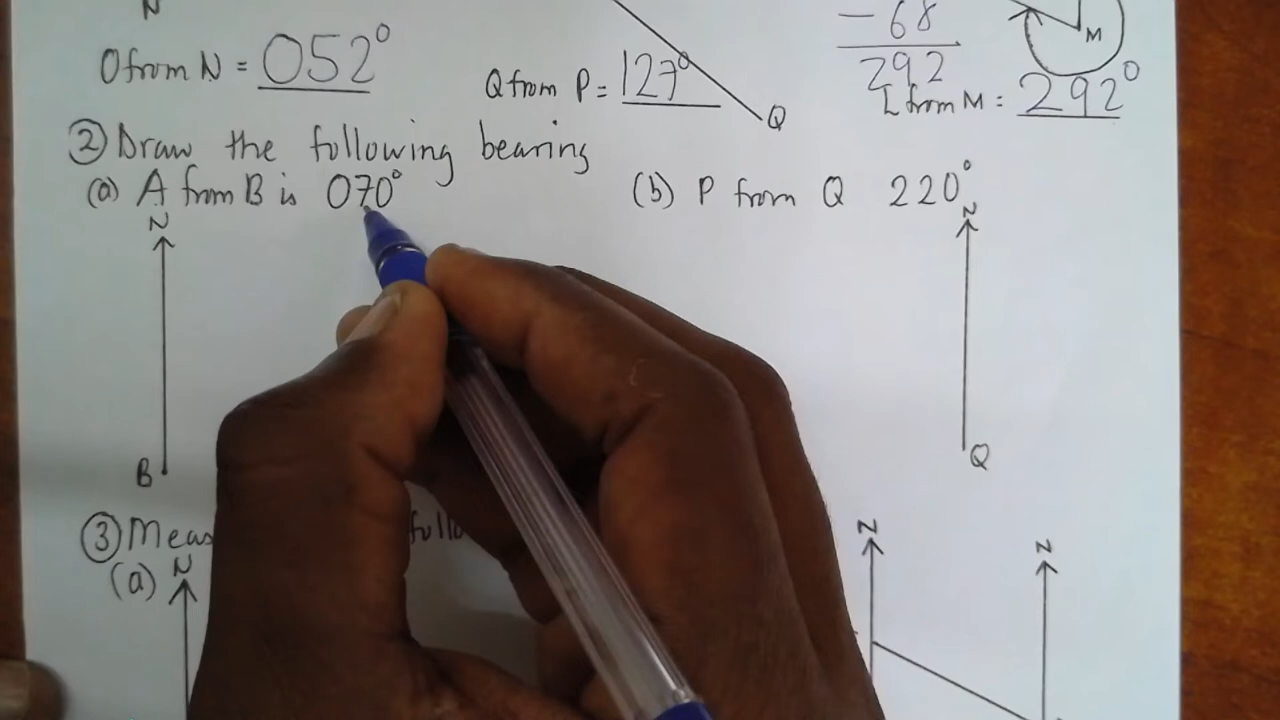 N
O from N = 052°
Q from P = 127°
Q
- 68
292
M
L from M = 292°
② Draw the following bearing
(a) A from B is 070°
(b) P from Q 220°
N
B
N
Q
③ Meas
(a) N
N
N